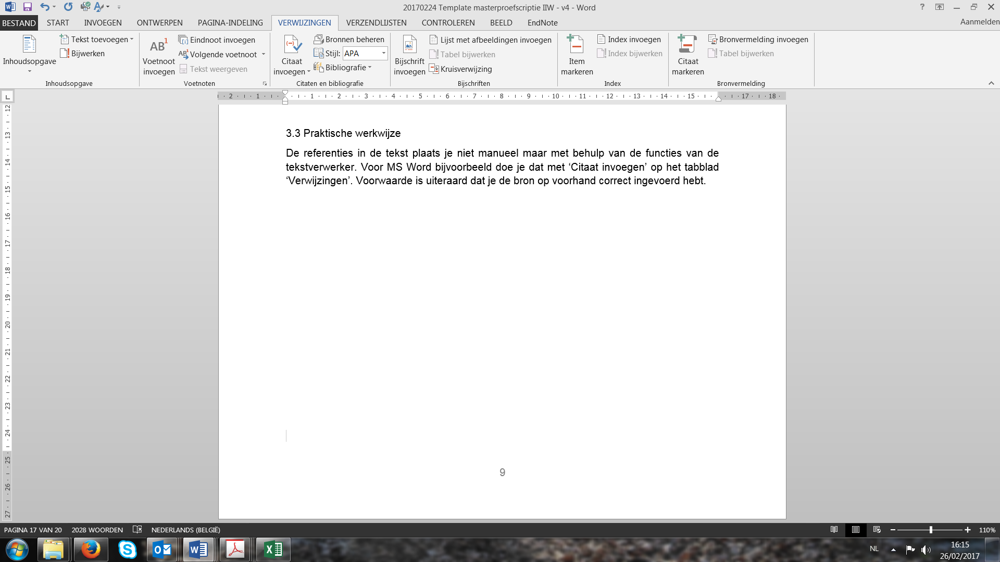 20170224 Template masterproefscriptie IIW - v4 - Word
?
BESTAND START INVOEGEN ONTWERPEN PAGINA-INDELING VERWIJZINGEN VERZENDLIJSTEN CONTROLEREN BEELD EndNote Aanmelden
Inhoudsopgave
Tekst toevoegen
Bijwerken
Inhoudsopgave
AB1
Voetnoot
invoegen
Eindnoot invoegen
Volgende voetnoot
Tekst weergeven
Voetnoten
Citaat
invoegen
Bronnen beheren
Stijl: APA
Bibliografie
Citaten en bibliografie
Bijschrift
invoegen
Lijst met afbeeldingen invoegen
Tabel bijwerken
Kruisverwijzing
Bijschriften
Item
markeren
Index invoegen
Index bijwerken
Index
Citaat
markeren
Bronvermelding invoegen
Tabel bijwerken
Bronvermelding
2 1 1 2 3 4 5 6 7 8 9 10 11 12 13 14 15 17 18
12
13
14
15
16
17
18
19
20
21
22
23
24
25
26
27
3.3 Praktische werkwijze
De referenties in de tekst plaats je niet manueel maar met behulp van de functies van de
tekstverwerker. Voor MS Word bijvoorbeeld doe je dat met ‘Citaat invoegen’ op het tabblad
‘Verwijzingen’. Voorwaarde is uiteraard dat je de bron op voorhand correct ingevoerd hebt.
9
PAGINA 17 VAN 20 2028 WOORDEN NEDERLANDS (BELGIË) 110%
NL
16:15
26/02/2017